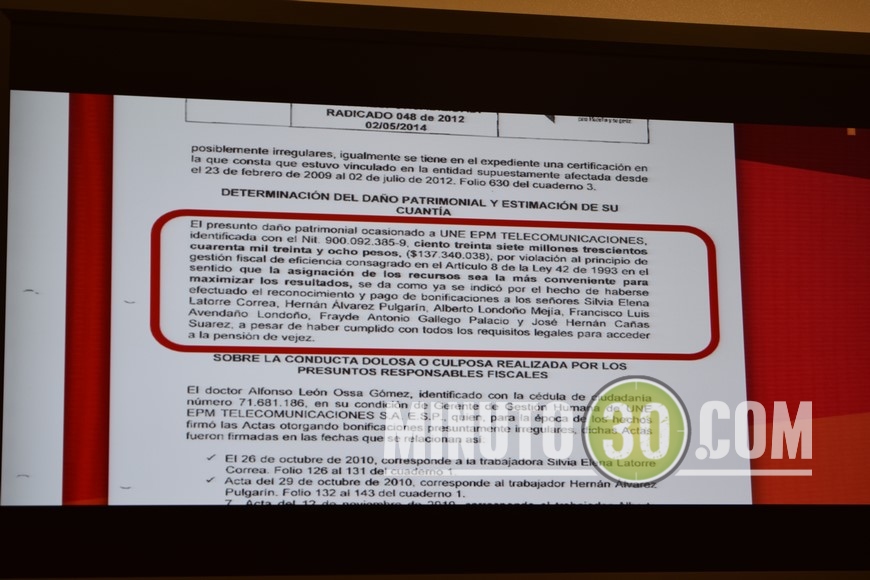 RADICADO 048 de 2012
02/05/2014
posiblemente irregulares, igualmente se tiene en el expediente una certificación en
la que consta que estuvo vinculado en la entidad supuestamente afectada desde
el 23 de febrero de 2009 al 02 de julio de 2012. Folio 630 del cuaderno 3.
DETERMINACIÓN DEL DAÑO PATRIMONIAL Y ESTIMACIÓN DE SU
CUANTÍA
El presunto daño patrimonial ocasionado a UNE EPM TELECOMUNICACIONES,
identificada con el Nit. 900.092.385-9, ciento treinta siete millones trescientos
cuarenta mil treinta y ocho pesos, ($137.340.038), por violación al principio de
gestión fiscal de eficiencia consagrado en el Artículo 8 de la Ley 42 de 1993 en el
sentido que la asignación de los recursos sea la más conveniente para
maximizar los resultados, se da como ya se indicó por el hecho de haberse
efectuado el reconocimiento y pago de bonificaciones a los señores Silvia Elena
Latorre Correa, Hernán Álvarez Pulgarín, Alberto Londoño Mejía, Francisco Luis
Avendaño Londoño, Frayde Antonio Gallego Palacio y José Hernán Cañas
Suarez, a pesar de haber cumplido con todos los requisitos legales para acceder
a la pensión de vejez.
SOBRE LA CONDUCTA DOLOSA O CULPOSA REALIZADA POR LOS
PRESUNTOS RESPONSABLES FISCALES
El doctor Alfonso León Ossa Gómez, identificado con la cédula de ciudadanía
número 71.681.186, en su condición de Gerente de Gestión Humana de UNE
EPM TELECOMUNICACIONES S.A. E.S.P., quien, para la época de los hechos
firmó las Actas otorgando bonificaciones presuntamente irregulares, dichas Actas
fueron firmadas en las fechas que se relacionan así:
✓ El 26 de octubre de 2010, corresponde a la trabajadora Silvia Elena Latorre
Correa. Folio 126 al 131 del cuaderno 1.
✓ Acta del 29 de octubre de 2010, corresponde al trabajador Hernán Álvarez
Pulgarín. Folio 132 al 143 del cuaderno 1.
Acta del 12 de noviembre de 2010, corresponde al trabajador
MINUTO30.COM